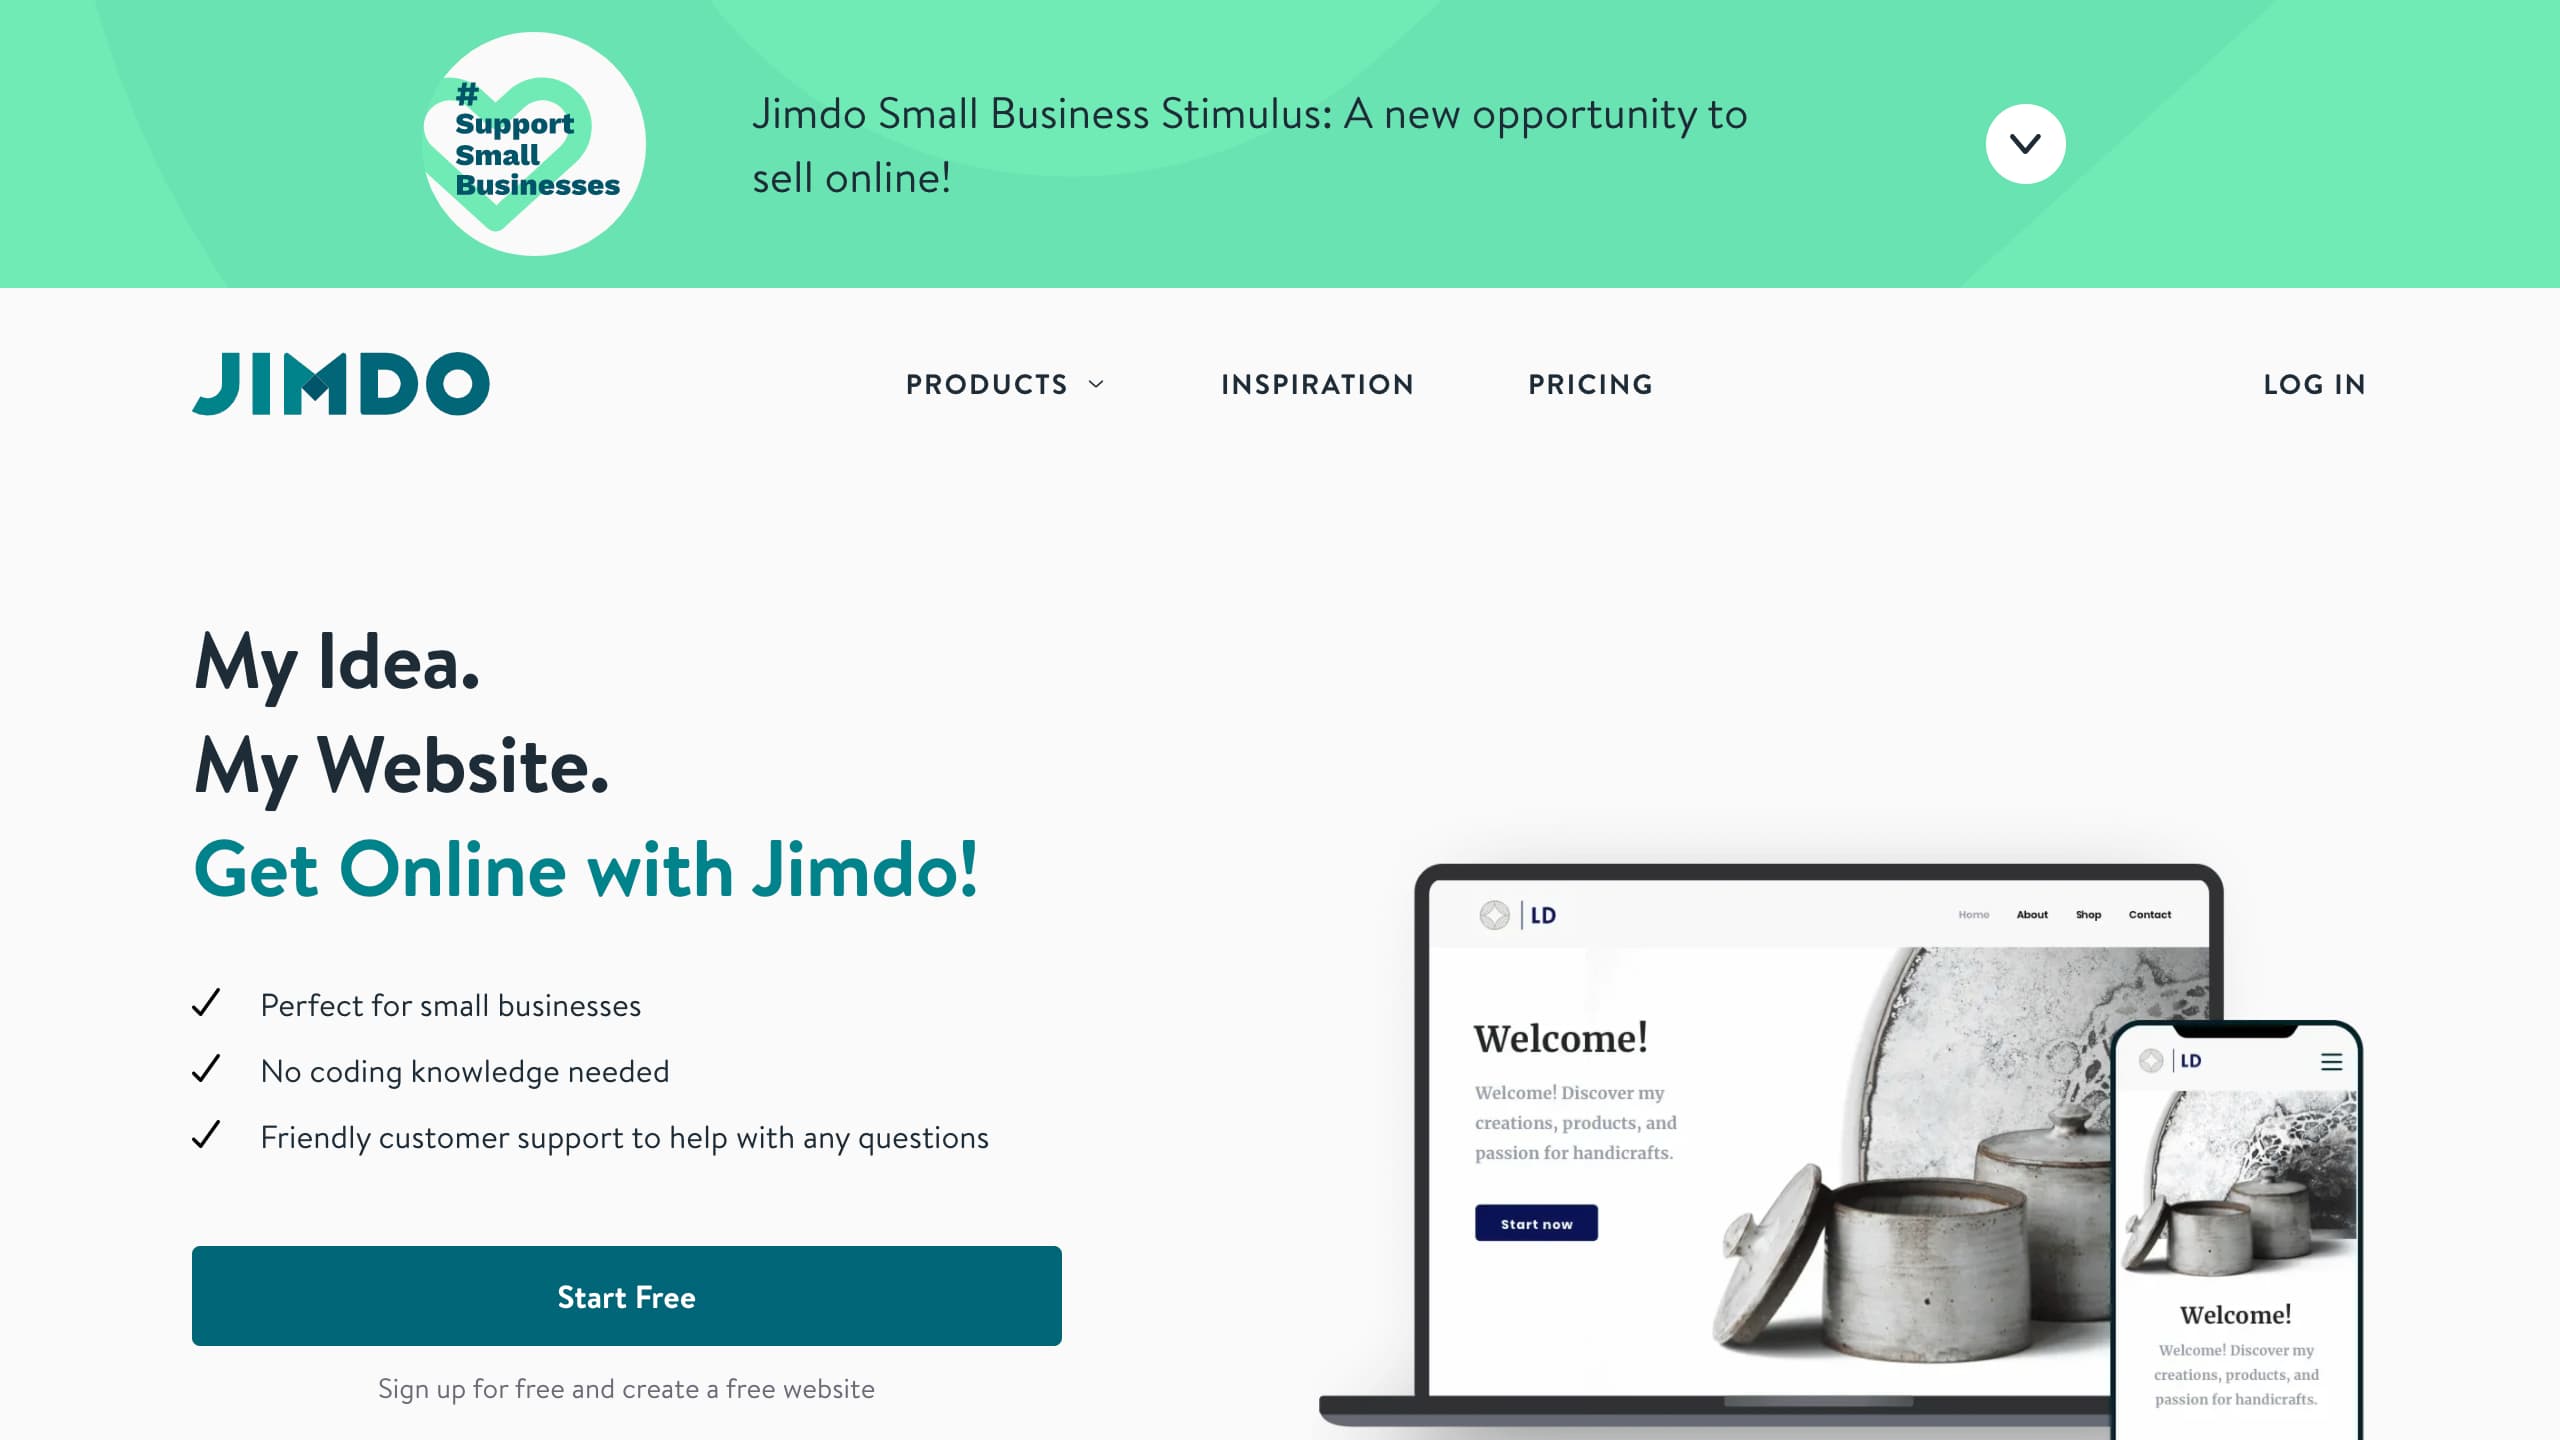 #
Support
Small
Businesses
Jimdo Small Business Stimulus: A new opportunity to
sell online!
JIMDO
PRODUCTS
INSPIRATION
PRICING
LOG IN
My Idea.
My Website.
Get Online with Jimdo!
Perfect for small businesses
No coding knowledge needed
Friendly customer support to help with any questions
Start Free
Sign up for free and create a free website
LD
Home
About
Shop
Contact
Welcome!
Welcome! Discover my
creations, products, and
passion for handicrafts.
Start now
LD
Welcome!
Welcome! Discover my
creations, products, and
passion for handicrafts.